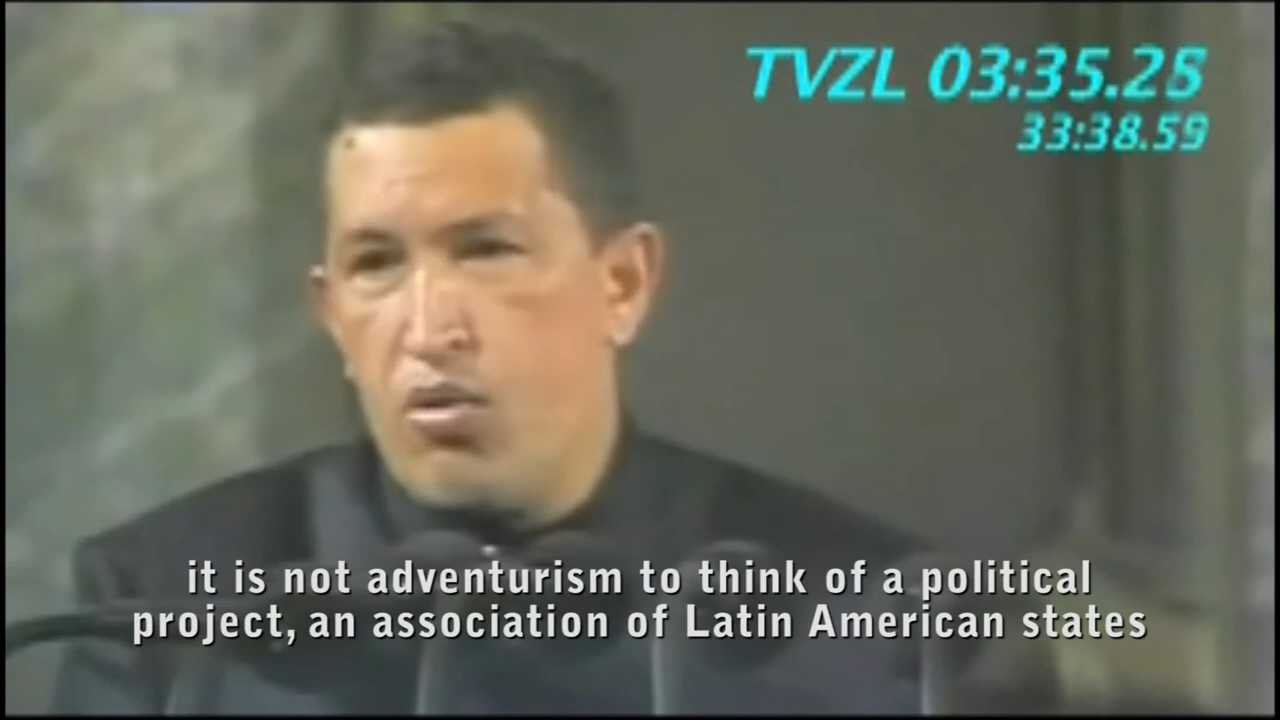 TVZL 03:35.28
33:38.59
it is not adventurism to think of a political
project, an association of Latin American states